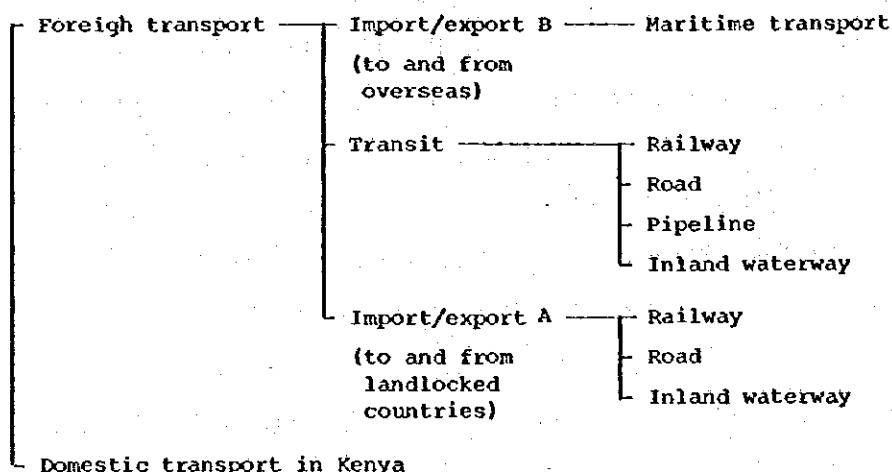 Foreigh transport Import/export B Maritime transport
(to and from
overseas)
Transit Railway
Road
Pipeline
Inland waterway
Import/export A Railway
(to and from Road
landlocked Inland waterway
countries)
Domestic transport in Kenya